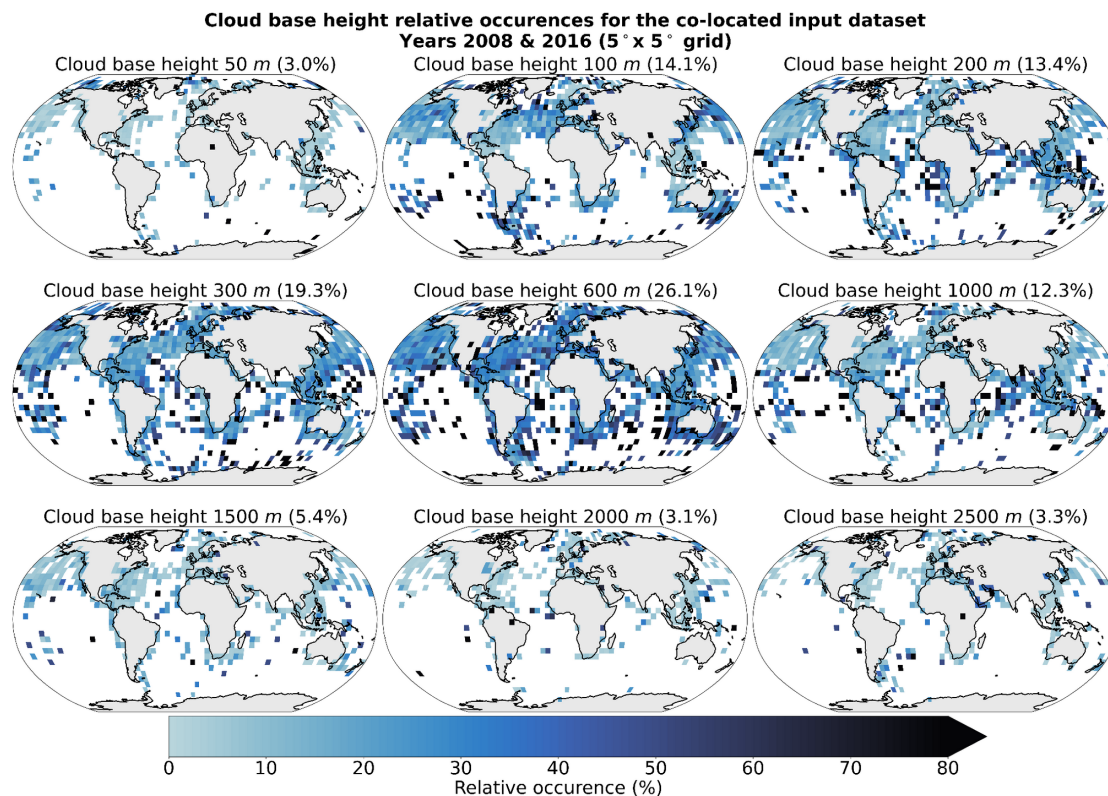 Cloud base height relative occurences for the co-located input dataset
Years 2008 & 2016 (5°x 5° grid)
Cloud base height 50 m (3.0%)
Cloud base height 100 m (14.1%)
Cloud base height 200 m (13.4%)
Cloud base height 300 m (19.3%)
Cloud base height 600 m (26.1%)
Cloud base height 1000 m (12.3%)
Cloud base height 1500 m (5.4%)
Cloud base height 2000 m (3.1%)
Cloud base height 2500 m (3.3%)
0 10 20 30 40 50 60 70 80
Relative occurence (%)